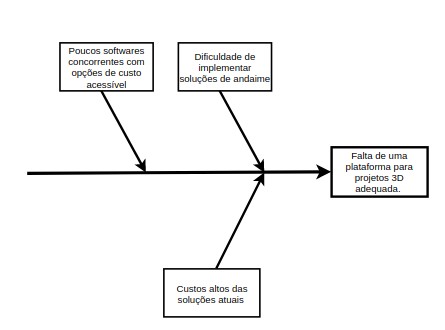 Poucos softwares
concorrentes com
opções de custo
acessível
Dificuldade de
implementar
soluções de andaime
Falta de uma
plataforma para
projetos 3D
adequada.
Custos altos das
soluções atuais